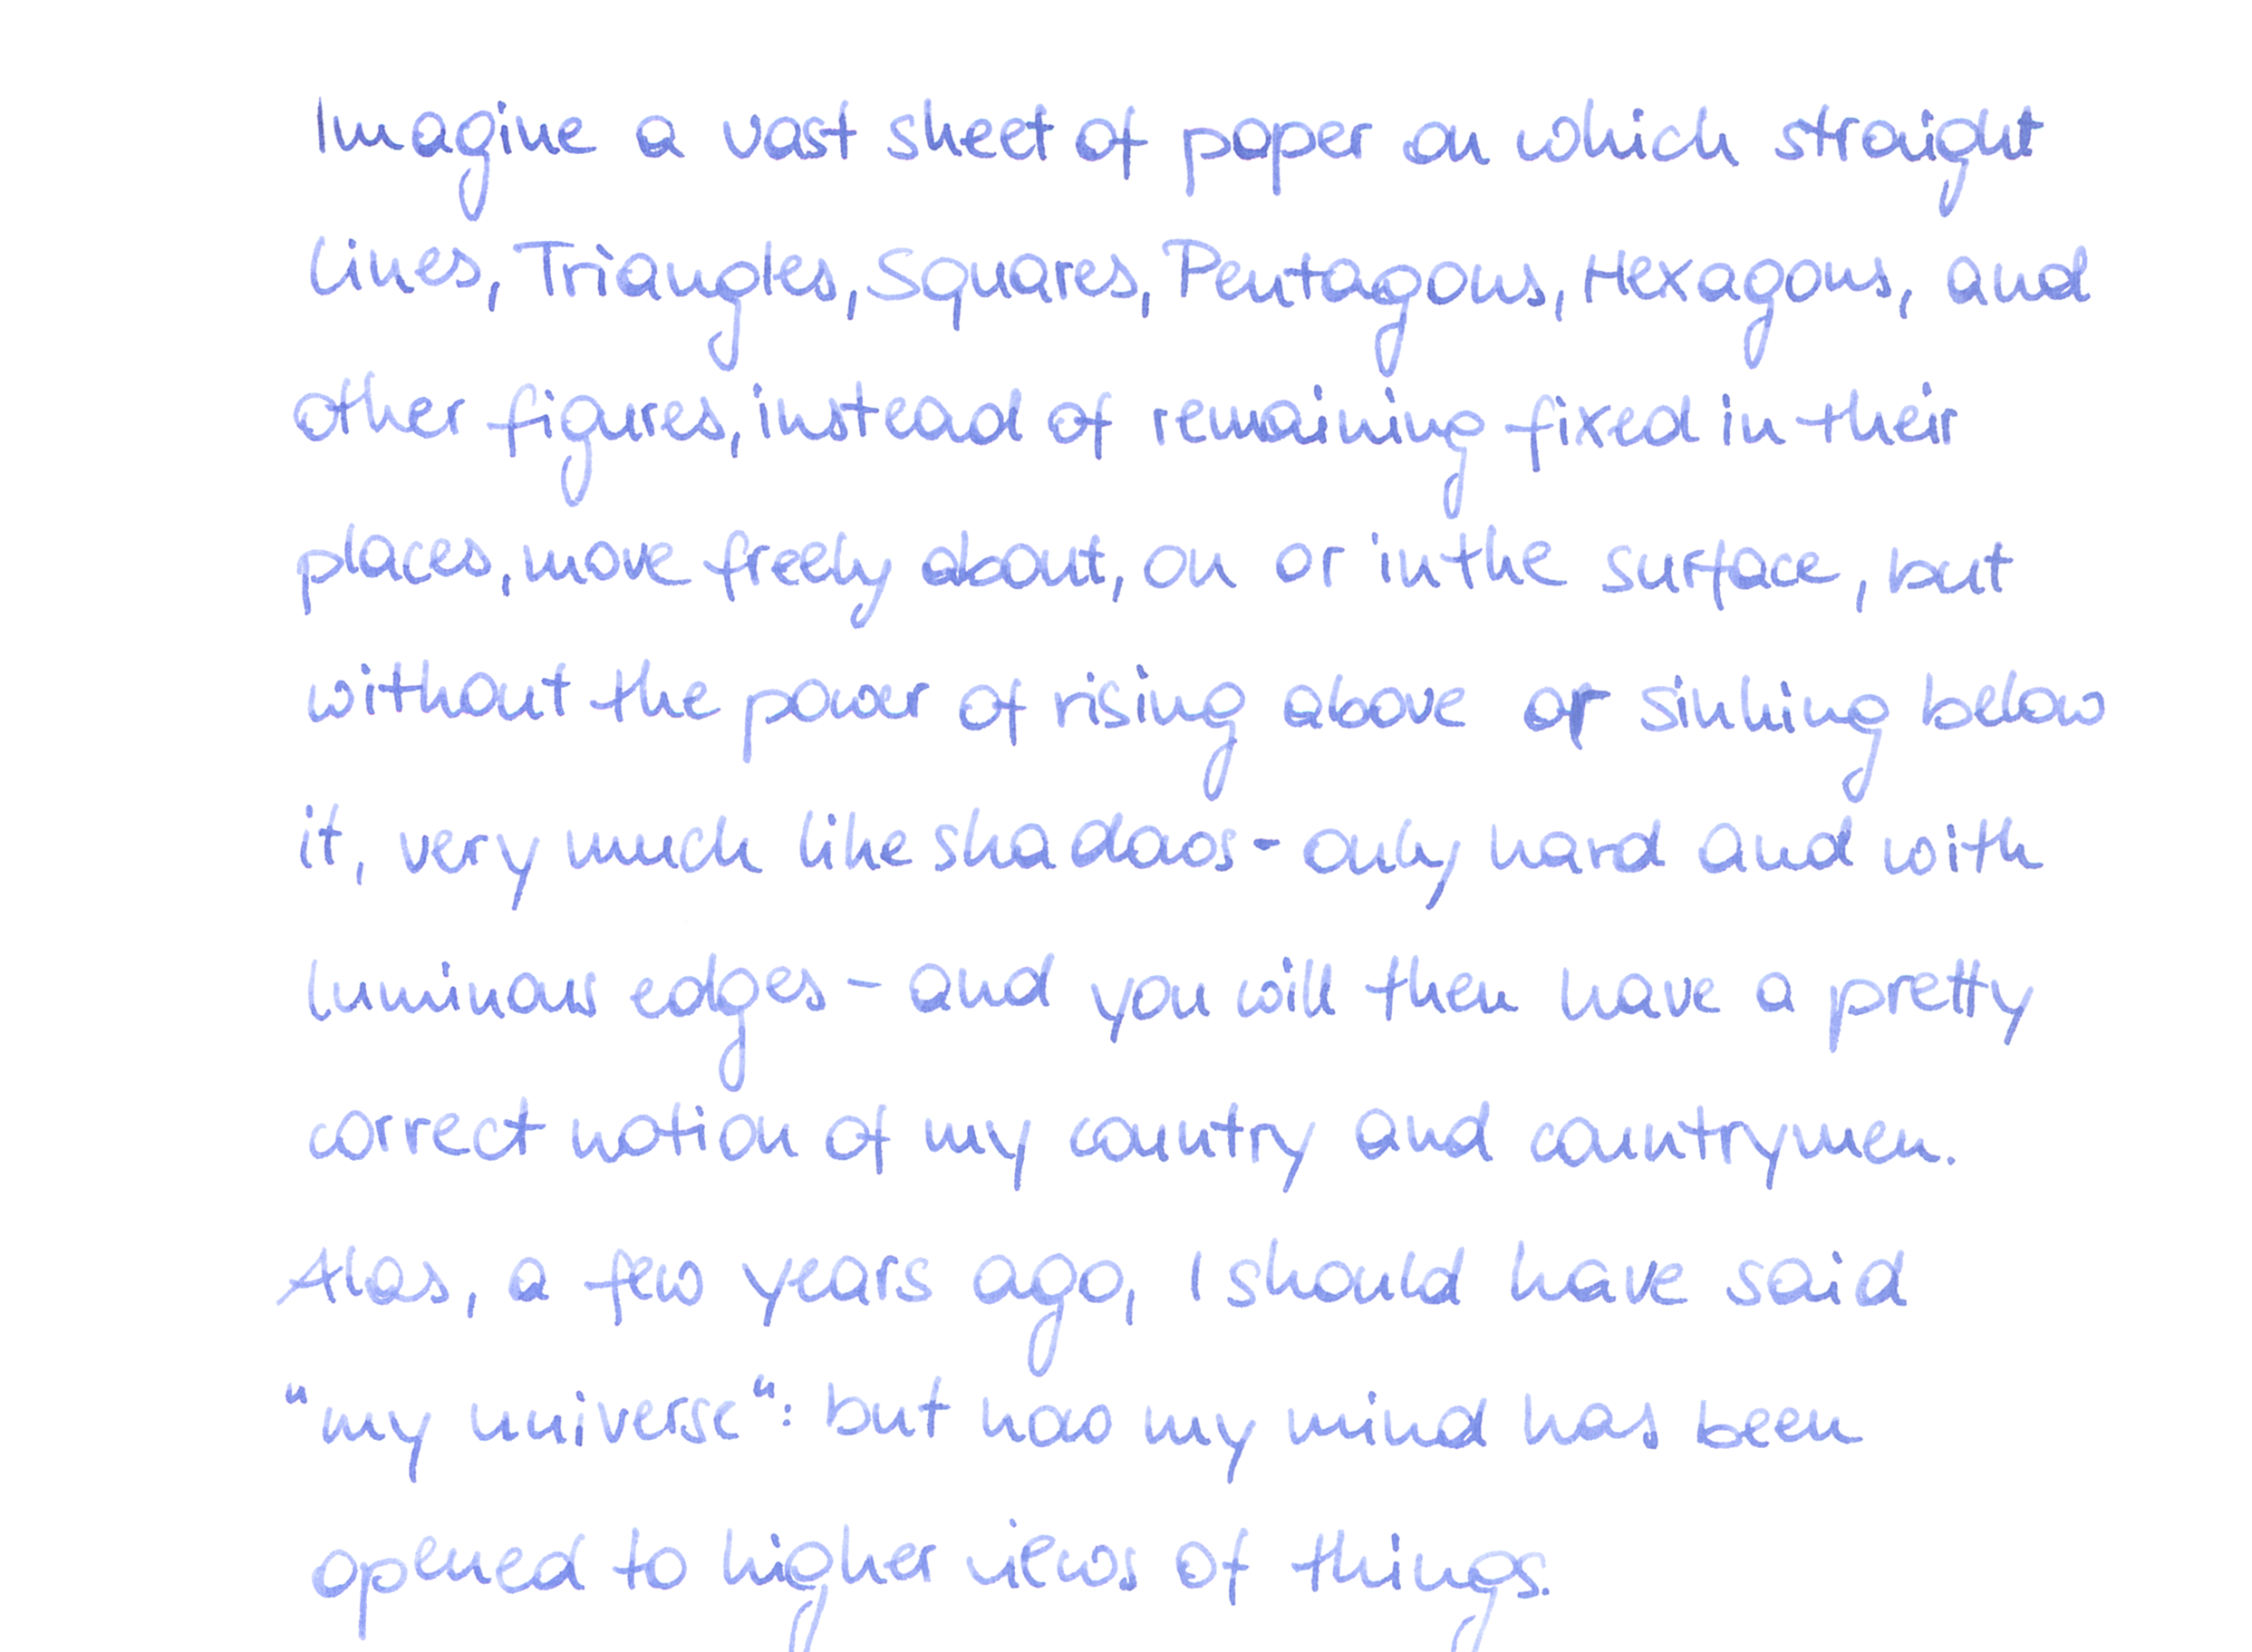 Imagine a vast sheet of paper on which straight
lines, Triangles, Squares, Pentagons, Hexagons, and
other figures, instead of remaining fixed in their
places, move freely about, on or in the surface, but
without the power of rising above or sinking below
it, very much like shadows - only hard and with
luminous edges - and you will then have a pretty
correct notion of my country and countrymen.
Alas, a few years ago, I should have said
"my universe": but now my mind has been
opened to higher views of things.